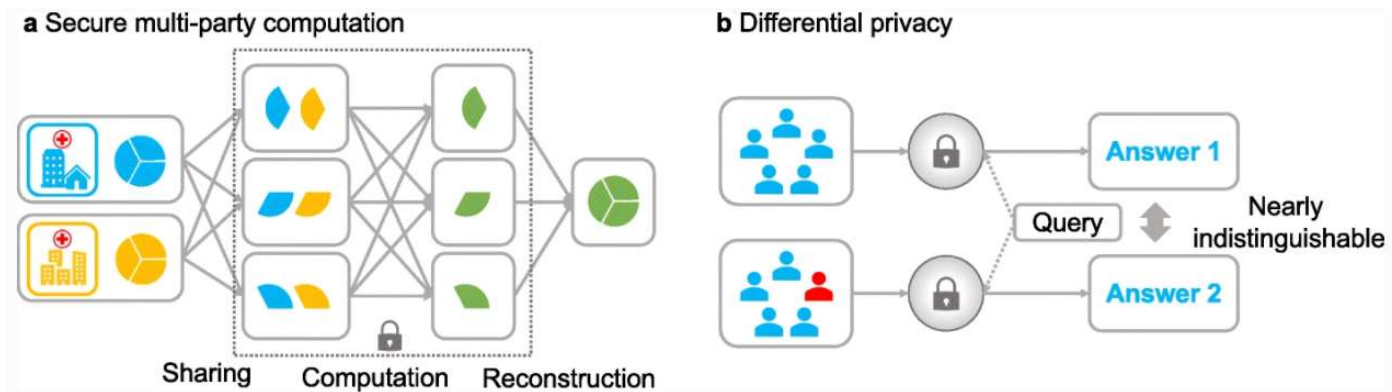 a Secure multi-party computation
Sharing
Computation
Reconstruction
b Differential privacy
Answer 1
Query
Nearly
indistinguishable
Answer 2